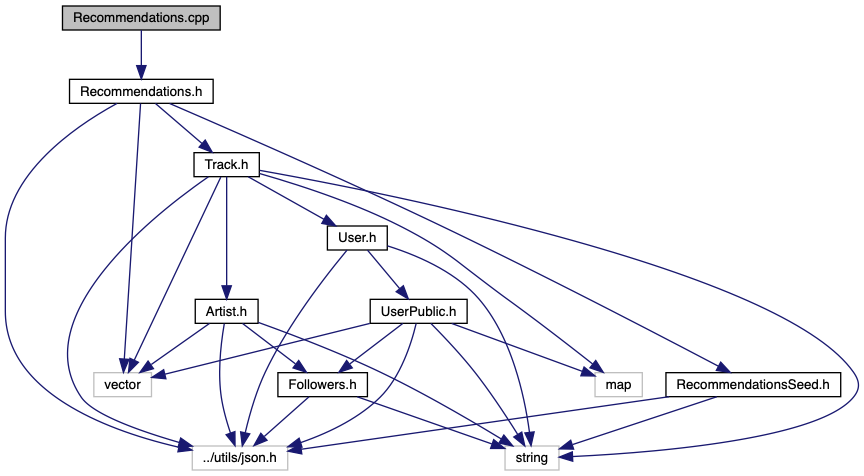 Recommendations.cpp
Recommendations.h
Track.h
User.h
Artist.h
UserPublic.h
vector
Followers.h
map
RecommendationsSeed.h
../utils/json.h
string